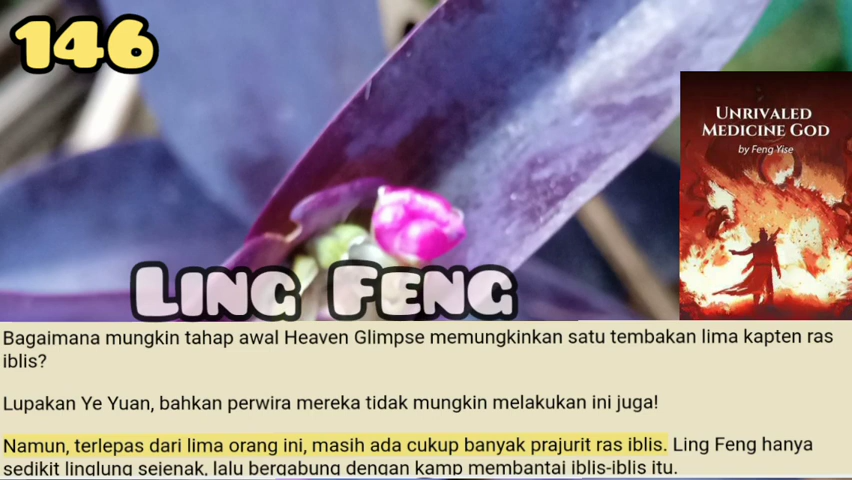 146
UNRIVALED
MEDICINE GOD
by Feng Yise
LING FENG
Bagaimana mungkin tahap awal Heaven Glimpse memungkinkan satu tembakan lima kapten ras
iblis?
Lupakan Ye Yuan, bahkan perwira mereka tidak mungkin melakukan ini juga!
Namun, terlepas dari lima orang ini, masih ada cukup banyak prajurit ras iblis. Ling Feng hanya
sedikit linglung sejenak, lalu bergabung dengan kamp membantai iblis-iblis itu.